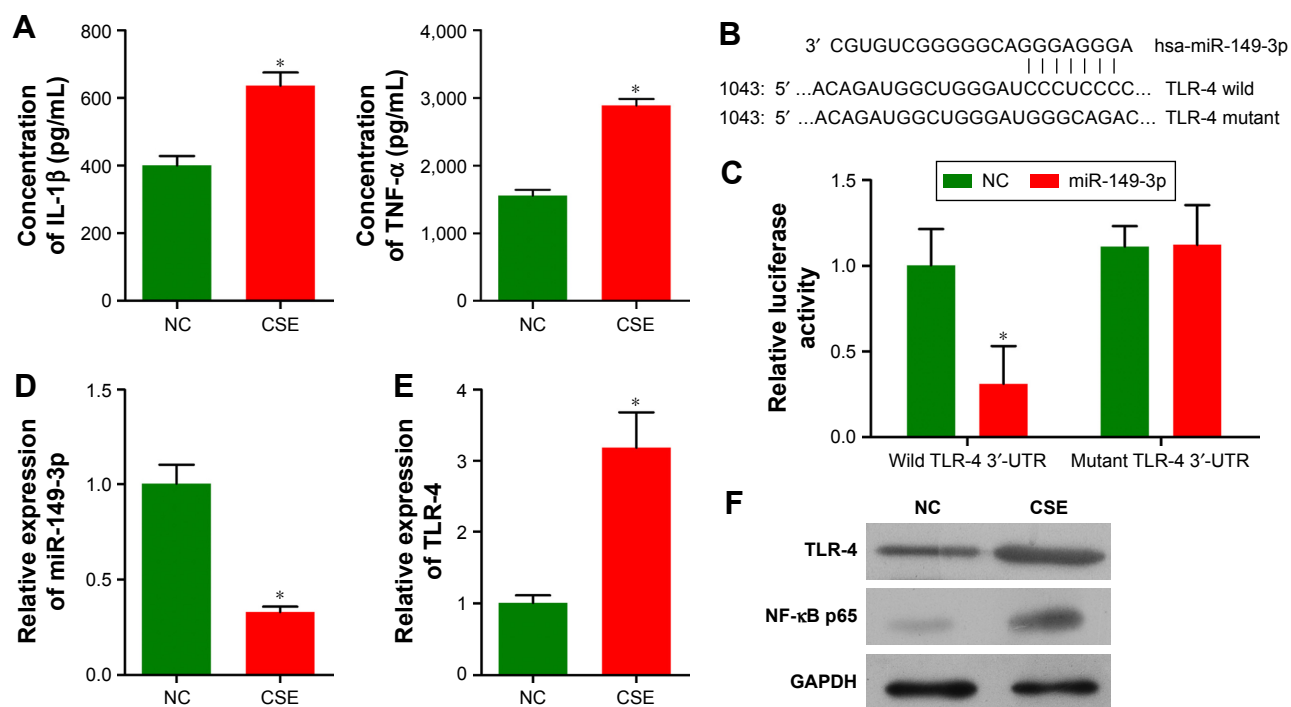 A
Concentration
of IL-1β (pg/mL)
800
600
400
200
0
*
NC
CSE
Concentration
of TNF-α (pg/mL)
4,000
3,000
2,000
1,000
0
*
NC
CSE
B
3′ CGUGUCGGGGGCAGGGAGGGA hsa-miR-149-3p
1043: 5′ ...ACAGAUGGCUGGGAUCCCUCCCC... TLR-4 wild
1043: 5′ ...ACAGAUGGCUGGGAUGGGCAGAC... TLR-4 mutant
C
NC miR-149-3p
Relative luciferase
activity
1.5
1.0
0.5
0.0
*
Wild TLR-4 3′-UTR
Mutant TLR-4 3′-UTR
D
Relative expression
of miR-149-3p
1.5
1.0
0.5
0.0
*
NC
CSE
E
Relative expression
of TLR-4
4
3
2
1
0
*
NC
CSE
F
NC CSE
TLR-4
NF-κB p65
GAPDH